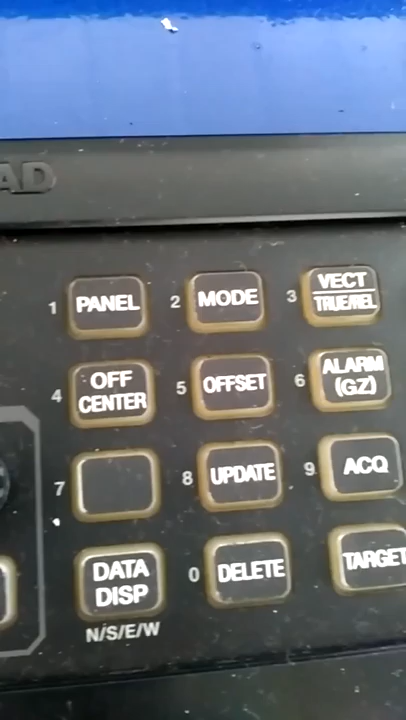 AD
1 PANEL 2 MODE 3 VECT
TRUE/REL
4 OFF
CENTER 5 OFFSET 6 ALARM
(GZ)
7 8 UPDATE 9 ACQ
DATA
DISP 0 DELETE TARGET
N/S/E/W